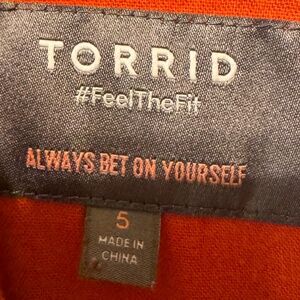 TORRID
#FeelTheFit
ALWAYS BET ON YOURSELF
5
MADE IN
CHINA